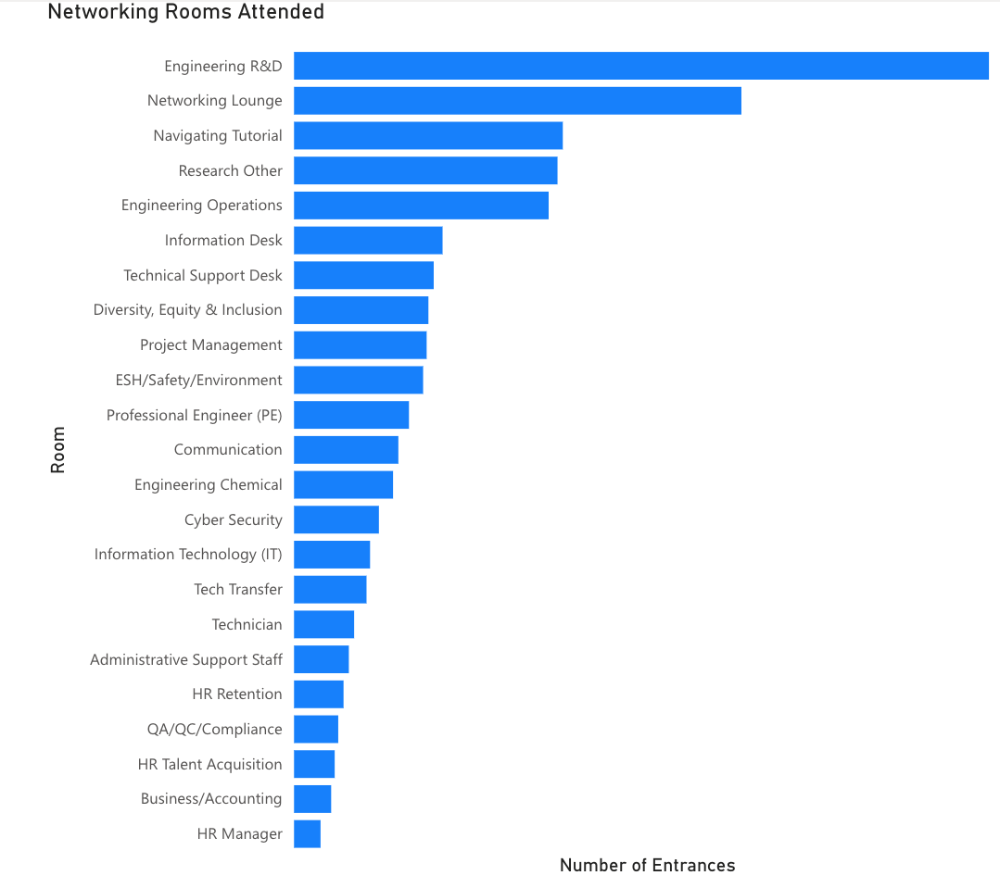 Networking Rooms Attended
Engineering R&D
Networking Lounge
Navigating Tutorial
Research Other
Engineering Operations
Information Desk
Technical Support Desk
Diversity, Equity & Inclusion
Project Management
ESH/Safety/Environment
Professional Engineer (PE)
Communication
Engineering Chemical
Cyber Security
Information Technology (IT)
Tech Transfer
Technician
Administrative Support Staff
HR Retention
QA/QC/Compliance
HR Talent Acquisition
Business/Accounting
HR Manager
Room
Number of Entrances